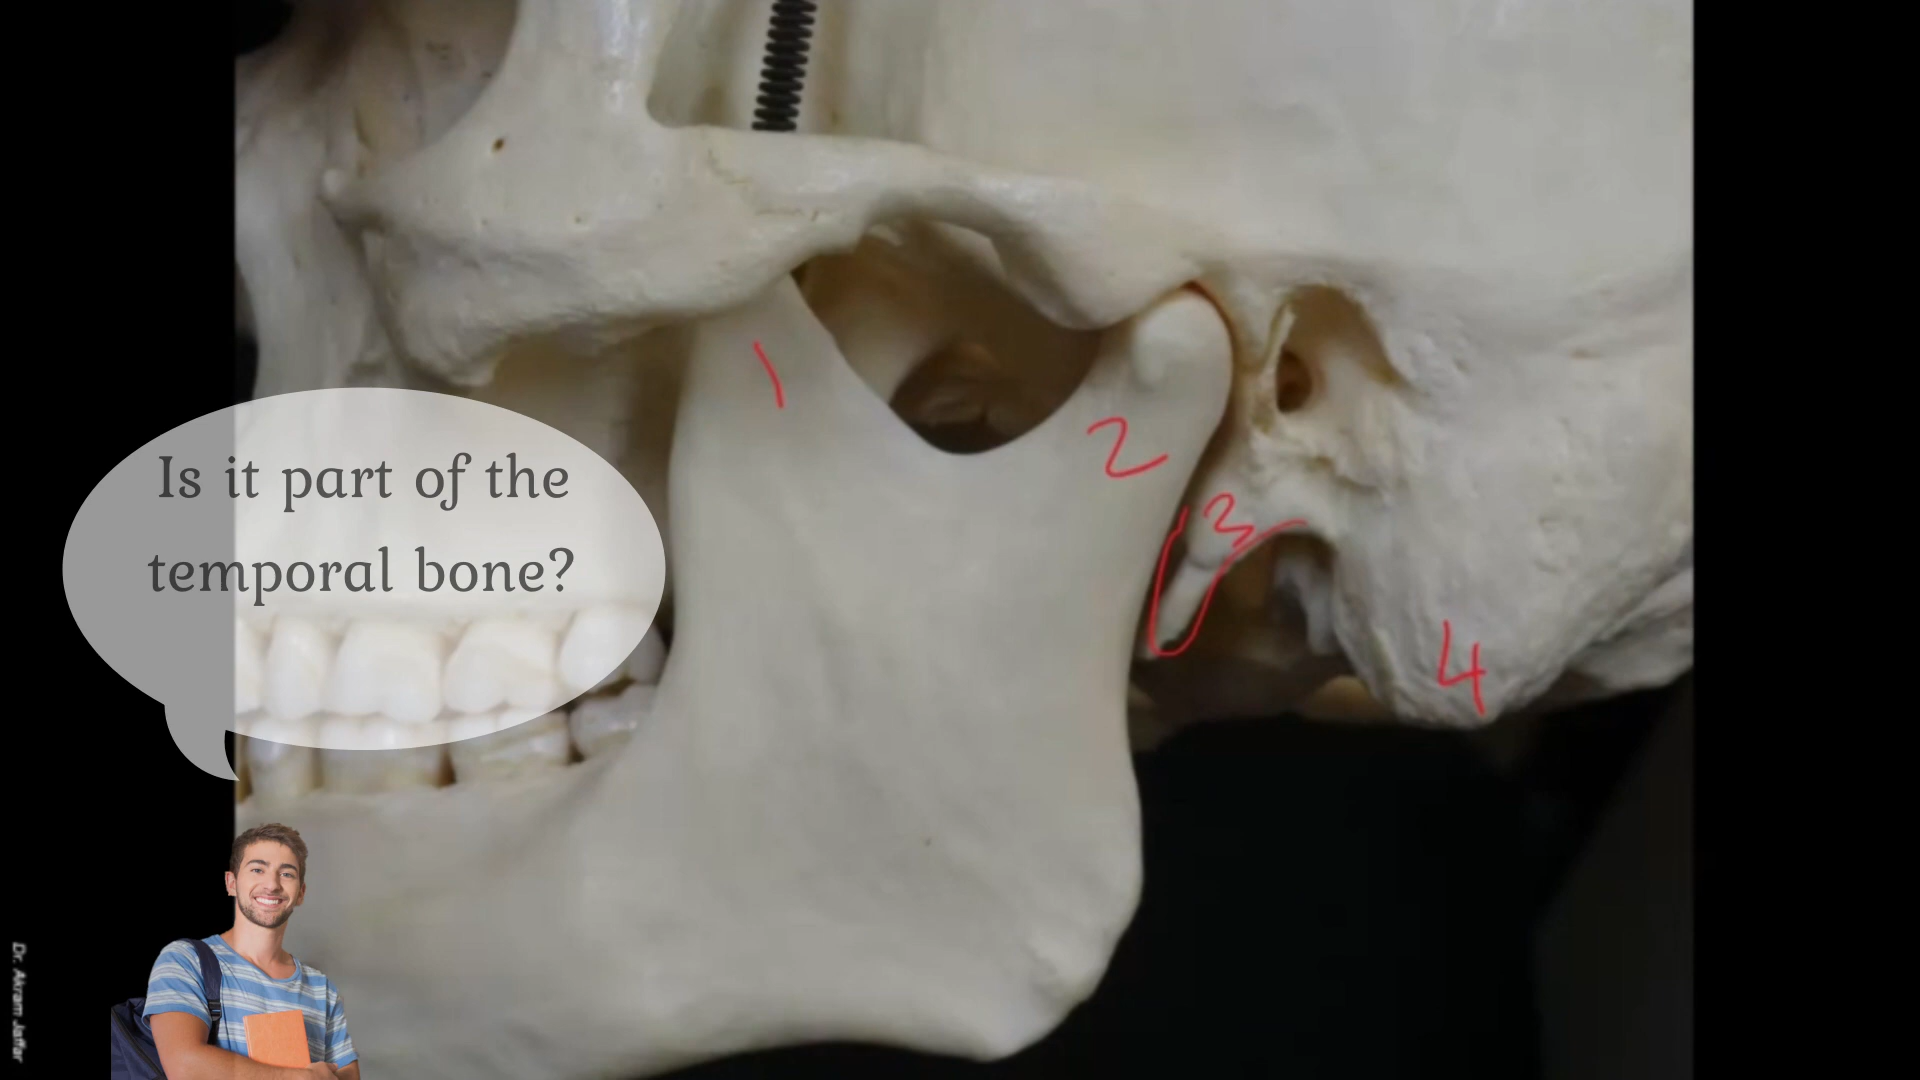 Is it part of the
temporal bone?
1
2
3
4
Dr. Akram Jaffar